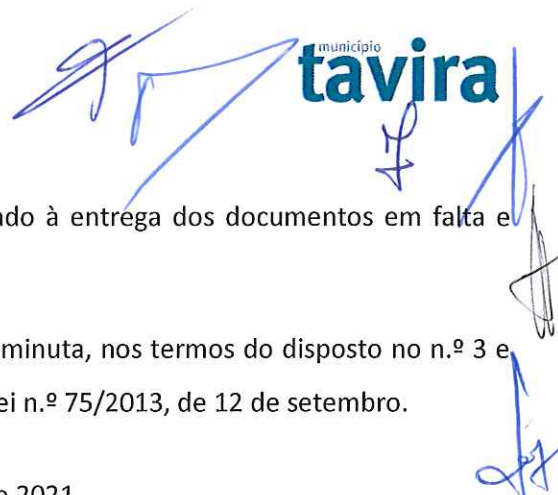 município
tavira
ado à entrega dos documentos em falta e
minuta, nos termos do disposto no n.º 3 e
ei n.º 75/2013, de 12 de setembro.
e 2021